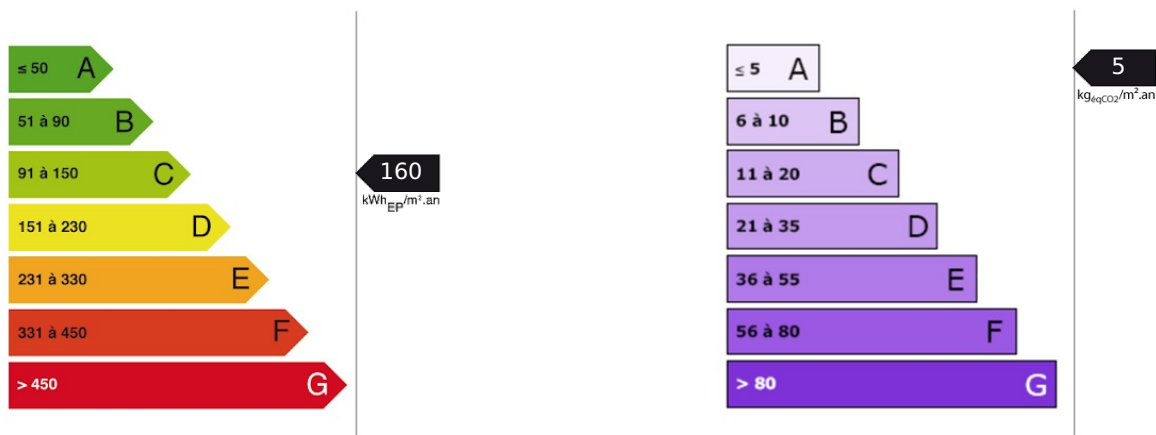 ≤ 50 A
51 à 90 B
91 à 150 C
151 à 230 D
231 à 330 E
331 à 450 F
> 450 G
160
kWhEP/m².an
≤ 5 A
6 à 10 B
11 à 20 C
21 à 35 D
36 à 55 E
56 à 80 F
> 80 G
5
kgéqCO2/m².an